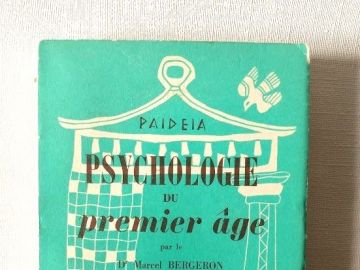 PAIDEIA
PSYCHOLOGIE
DU
premier âge
par le
Dr Marcel BERGERON